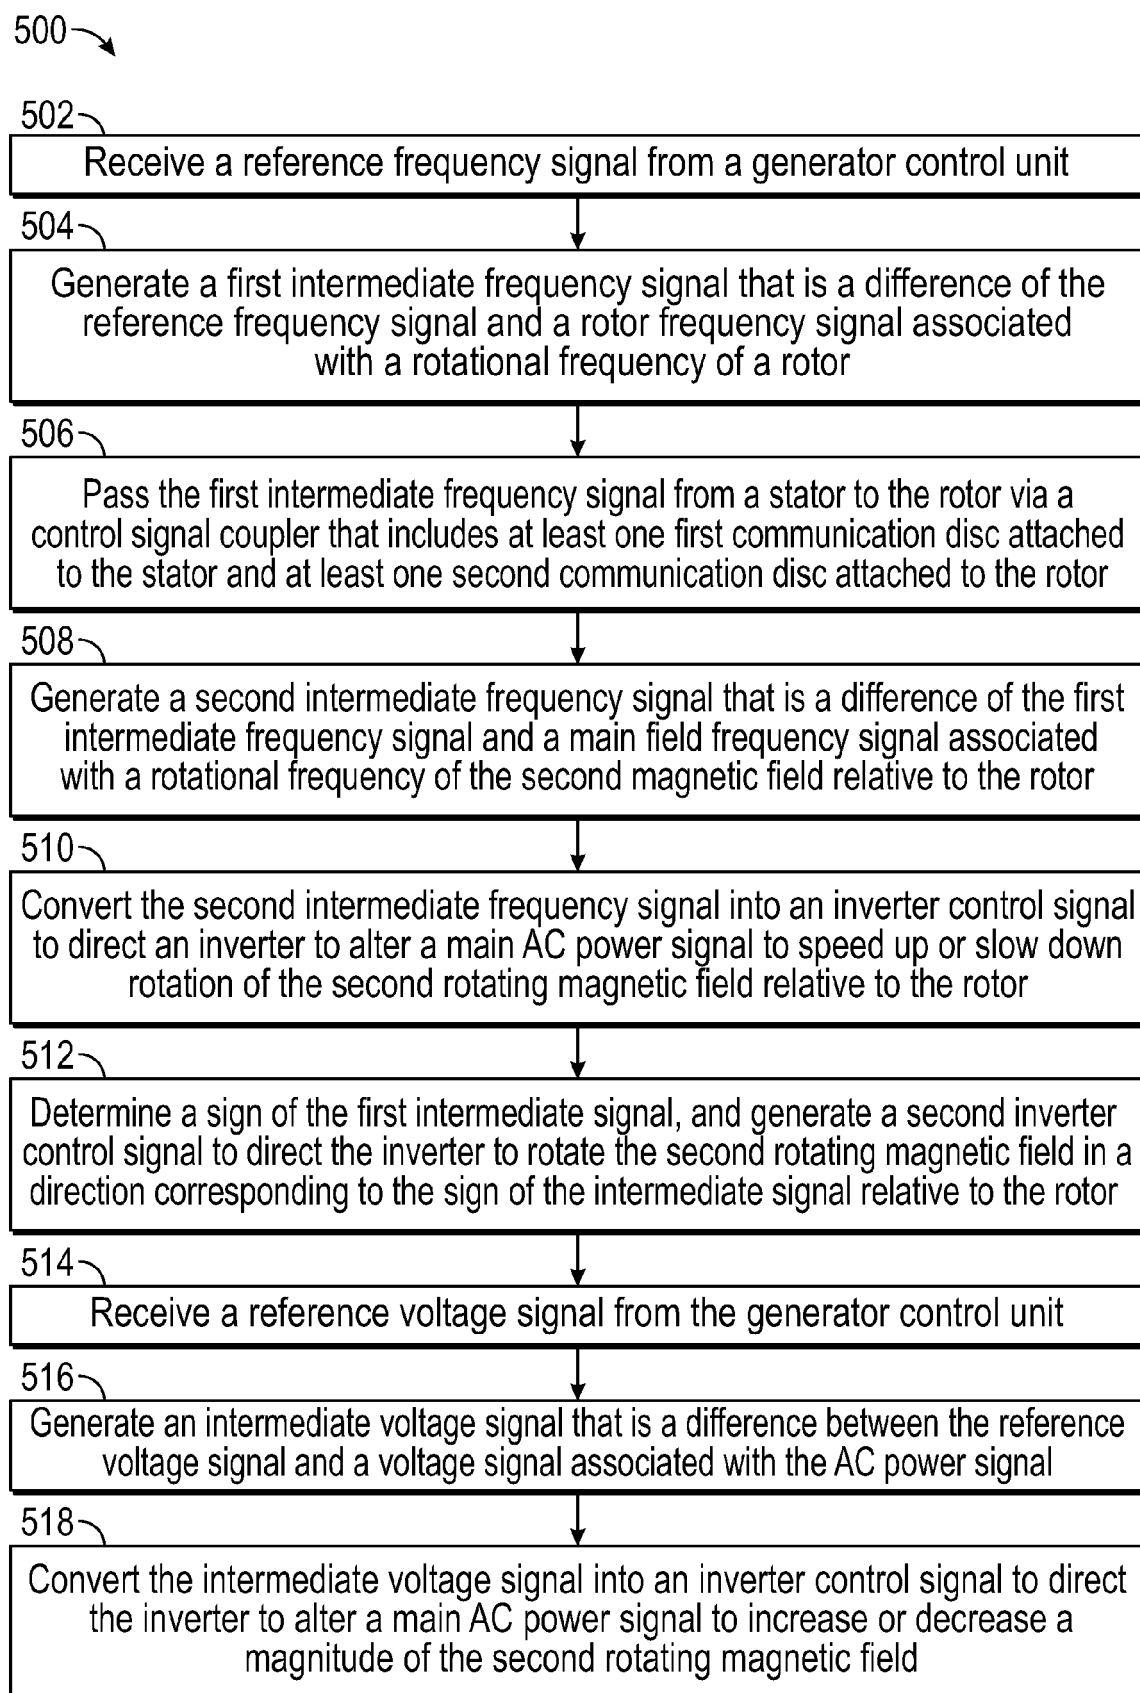 500
502
Receive a reference frequency signal from a generator control unit
504
Generate a first intermediate frequency signal that is a difference of the
reference frequency signal and a rotor frequency signal associated
with a rotational frequency of a rotor
506
Pass the first intermediate frequency signal from a stator to the rotor via a
control signal coupler that includes at least one first communication disc attached
to the stator and at least one second communication disc attached to the rotor
508
Generate a second intermediate frequency signal that is a difference of the first
intermediate frequency signal and a main field frequency signal associated
with a rotational frequency of the second magnetic field relative to the rotor
510
Convert the second intermediate frequency signal into an inverter control signal
to direct an inverter to alter a main AC power signal to speed up or slow down
rotation of the second rotating magnetic field relative to the rotor
512
Determine a sign of the first intermediate signal, and generate a second inverter
control signal to direct the inverter to rotate the second rotating magnetic field in a
direction corresponding to the sign of the intermediate signal relative to the rotor
514
Receive a reference voltage signal from the generator control unit
516
Generate an intermediate voltage signal that is a difference between the reference
voltage signal and a voltage signal associated with the AC power signal
518
Convert the intermediate voltage signal into an inverter control signal to direct
the inverter to alter a main AC power signal to increase or decrease a
magnitude of the second rotating magnetic field